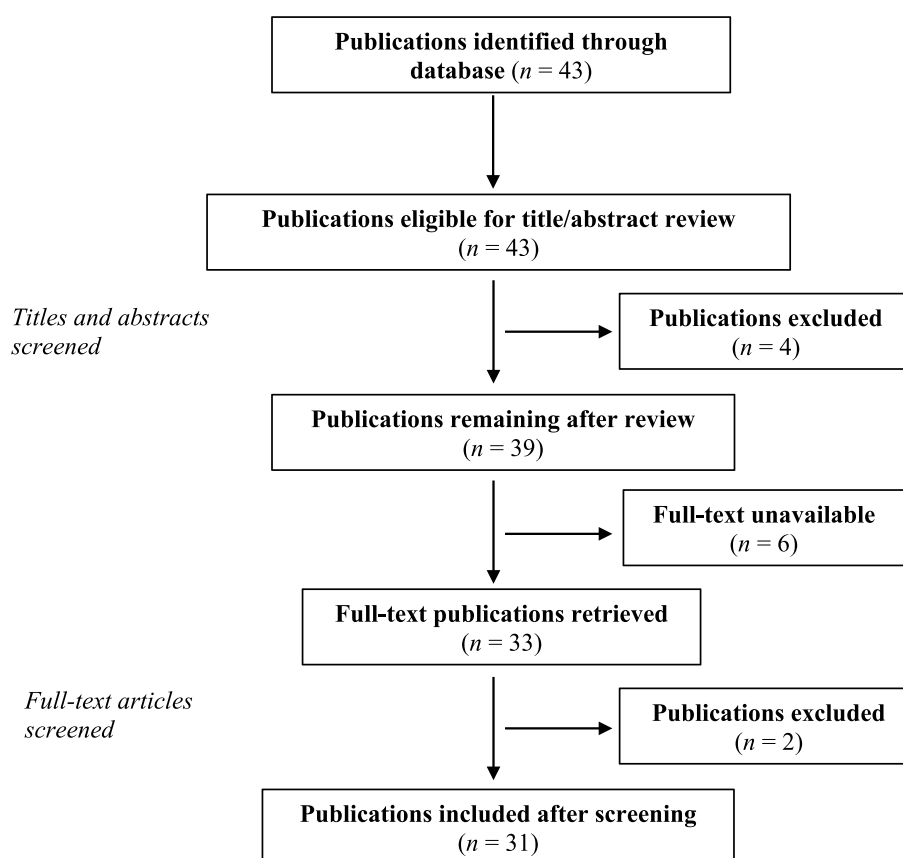 Publications identified through
database (n = 43)
Publications eligible for title/abstract review
(n = 43)
Titles and abstracts
screened
Publications excluded
(n = 4)
Publications remaining after review
(n = 39)
Full-text unavailable
(n = 6)
Full-text publications retrieved
(n = 33)
Full-text articles
screened
Publications excluded
(n = 2)
Publications included after screening
(n = 31)